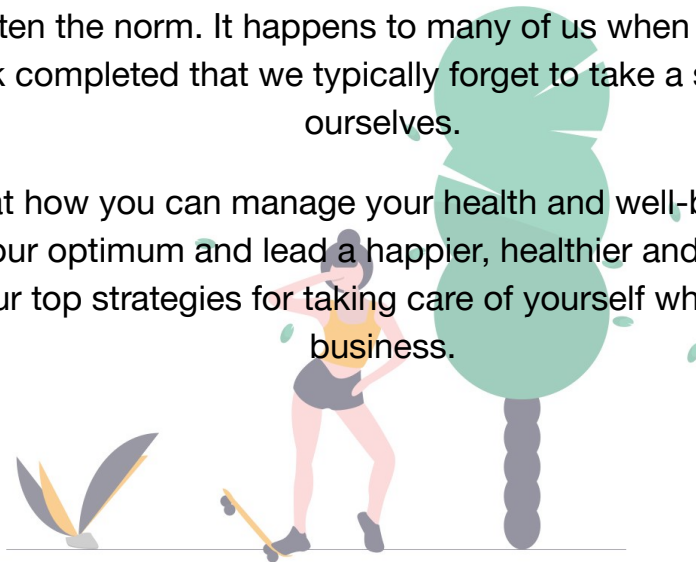 ten the norm. It happens to many of us when
k completed that we typically forget to take a s
ourselves.
at how you can manage your health and well-b
our optimum and lead a happier, healthier and
ur top strategies for taking care of yourself wh
business.